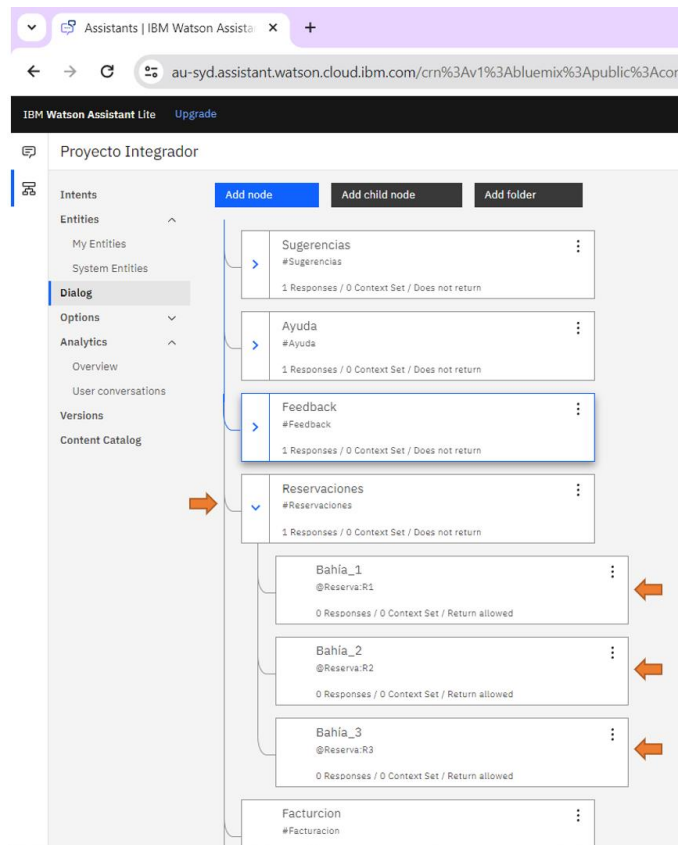 Assistants | IBM Watson Assista
au-syd.assistant.watson.cloud.ibm.com/crn%3Av1%3Abluemix%3Apublic%3Acor
IBM Watson Assistant Lite Upgrade
Proyecto Integrador
Intents
Entities
My Entities
System Entities
Dialog
Options
Analytics
Overview
User conversations
Versions
Content Catalog
Add node Add child node Add folder
Sugerencias
#Sugerencias
1 Responses / 0 Context Set / Does not return
Ayuda
#Ayuda
1 Responses / 0 Context Set / Does not return
Feedback
#Feedback
1 Responses / 0 Context Set / Does not return
Reservaciones
#Reservaciones
1 Responses / 0 Context Set / Does not return
Bahía_1
@Reserva:R1
0 Responses / 0 Context Set / Return allowed
Bahía_2
@Reserva:R2
0 Responses / 0 Context Set / Return allowed
Bahía_3
@Reserva:R3
0 Responses / 0 Context Set / Return allowed
Facturcion
#Facturacion